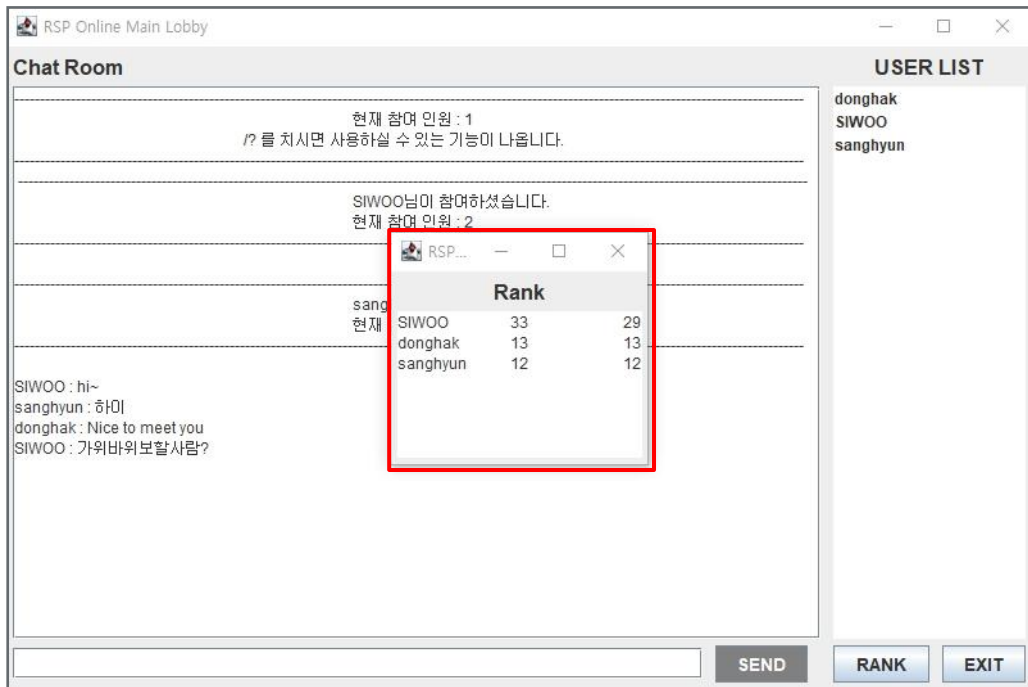 RSP Online Main Lobby
Chat Room
USER LIST
현재 참여 인원 : 1
/? 를 치시면 사용하실 수 있는 기능이 나옵니다.
SIWOO님이 참여하셨습니다.
현재 참여 인원 : 2
sang
현재
SIWOO : hi~
sanghyun : 하이
donghak : Nice to meet you
SIWOO : 가위바위보할사람?
RSP...
Rank
SIWOO 33 29
donghak 13 13
sanghyun 12 12
donghak
SIWOO
sanghyun
SEND
RANK
EXIT